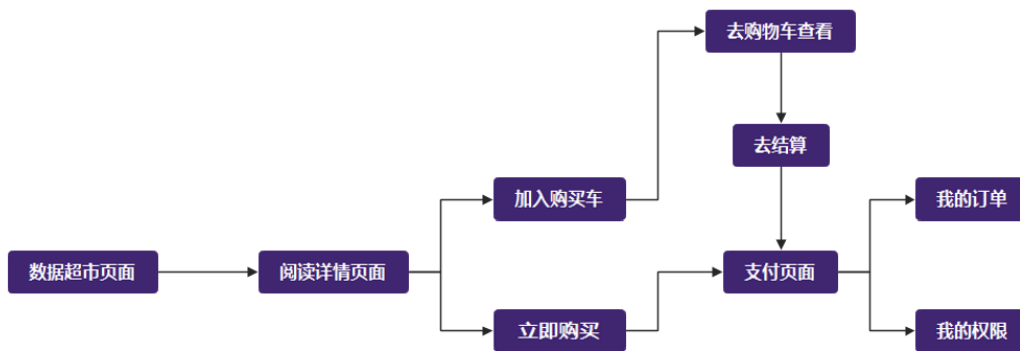 去购物车查看
去结算
加入购买车
我的订单
数据超市页面
阅读详情页面
支付页面
立即购买
我的权限